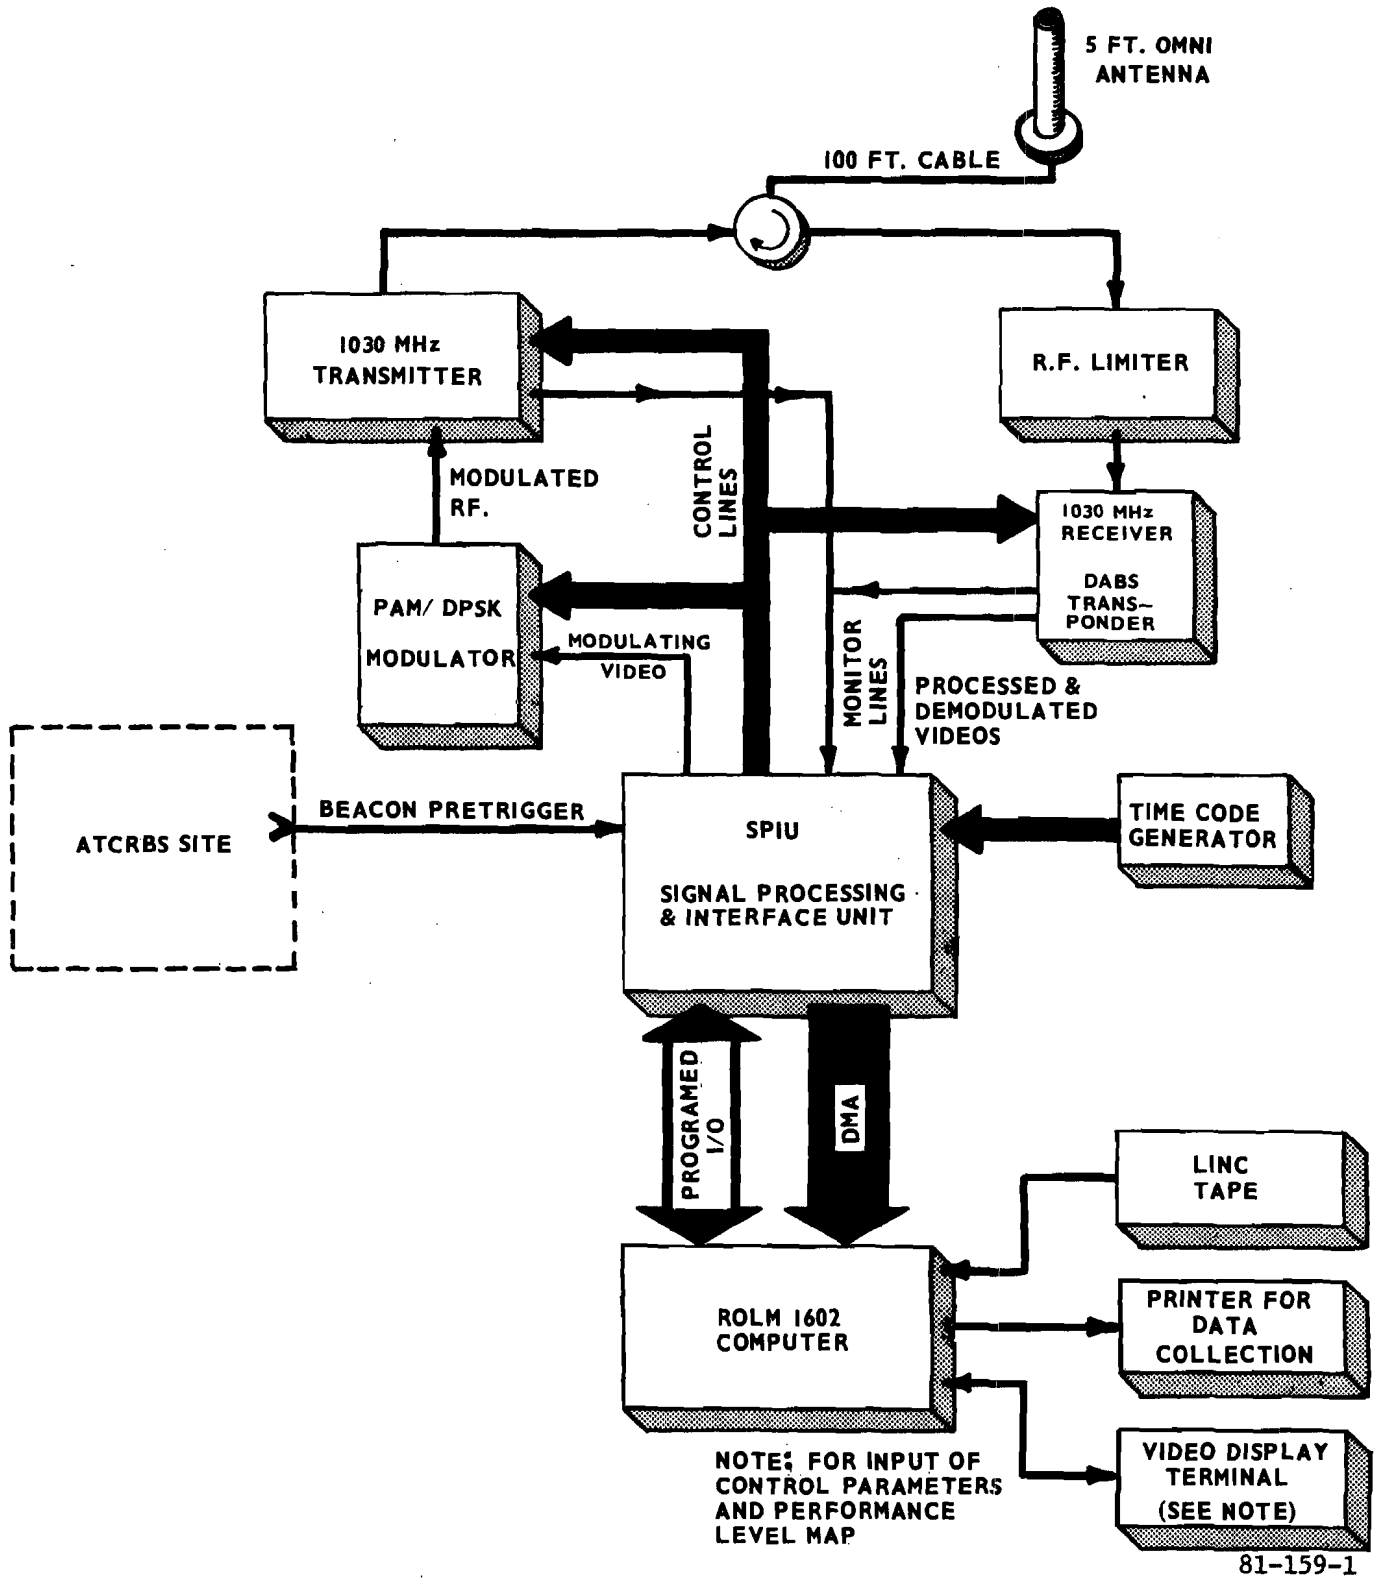 5 FT. OMNI
ANTENNA
100 FT. CABLE
1030 MHz
TRANSMITTER
R.F. LIMITER
MODULATED
RF.
CONTROL
LINES
1030 MHz
RECEIVER
DABS
TRANS-
PONDER
PAM/ DPSK
MODULATOR
MODULATING
VIDEO
MONITOR
LINES
PROCESSED &
DEMODULATED
VIDEOS
ATCRBS SITE
BEACON PRETRIGGER
SPIU
SIGNAL PROCESSING
& INTERFACE UNIT
TIME CODE
GENERATOR
PROGRAMED
I/O
DMA
LINC
TAPE
ROLM 1602
COMPUTER
PRINTER FOR
DATA
COLLECTION
VIDEO DISPLAY
TERMINAL
(SEE NOTE)
NOTE: FOR INPUT OF
CONTROL PARAMETERS
AND PERFORMANCE
LEVEL MAP
81-159-1